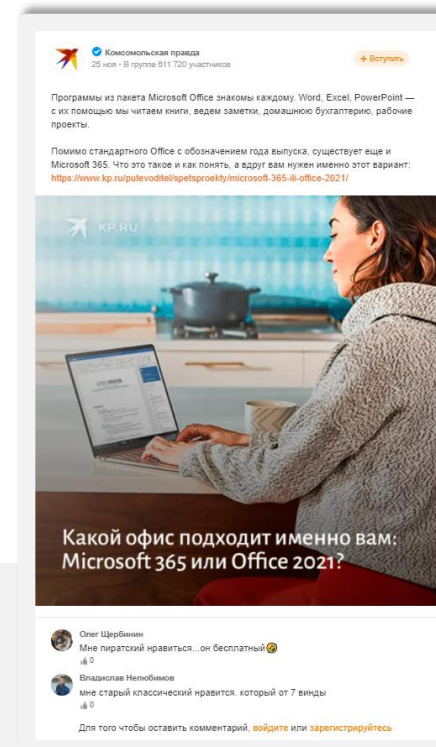 Комсомольская правда
25 ноя • В группе 611 720 участников
+ Вступить
Программы из пакета Microsoft Office знакомы каждому. Word, Excel, PowerPoint —
с их помощью мы читаем книги, ведем заметки, домашнюю бухгалтерию, рабочие
проекты.
Помимо стандартного Office с обозначением года выпуска, существует еще и
Microsoft 365. Что это такое и как понять, а вдруг вам нужен именно этот вариант:
https://www.kp.ru/putevoditel/spetsproekty/microsoft-365-ili-office-2021/
KP.RU
Какой офис подходит именно вам:
Microsoft 365 или Office 2021?
Олег Щербинин
Мне пиратский нравиться...он бесплатный🤣
0
Владислав Нелюбимов
мне старый классический нравится. который от 7 винды
0
Для того чтобы оставить комментарий, войдите или зарегистрируйтесь